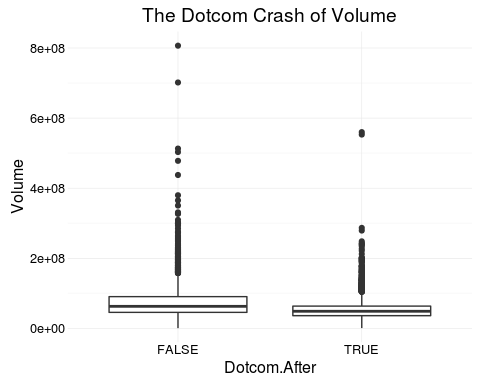 The Dotcom Crash of Volume
Volume
8e+08
6e+08
4e+08
2e+08
0e+00
FALSE
TRUE
Dotcom.After